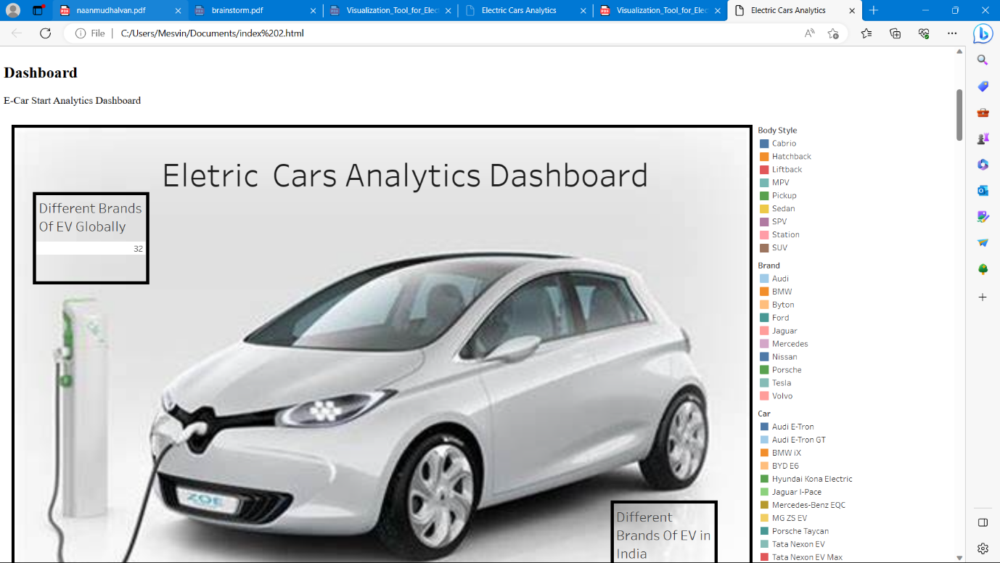 naanmudhalvan.pdf
brainstorm.pdf
Visualization_Tool_for_Elec
Electric Cars Analytics
Visualization_Tool_for_Elec
Electric Cars Analytics
File
C:/Users/Mesvin/Documents/index%202.html
Dashboard
E-Car Start Analytics Dashboard
Eletric Cars Analytics Dashboard
Different Brands
Of EV Globally
32
ZOE
Different
Brands Of EV in
India
Body Style
Cabrio
Hatchback
Liftback
MPV
Pickup
Sedan
SPV
Station
SUV
Brand
Audi
BMW
Byton
Ford
Jaguar
Mercedes
Nissan
Porsche
Tesla
Volvo
Car
Audi E-Tron
Audi E-Tron GT
BMW iX
BYD E6
Hyundai Kona Electric
Jaguar I-Pace
Mercedes-Benz EQC
MG ZS EV
Porsche Taycan
Tata Nexon EV
Tata Nexon EV Max